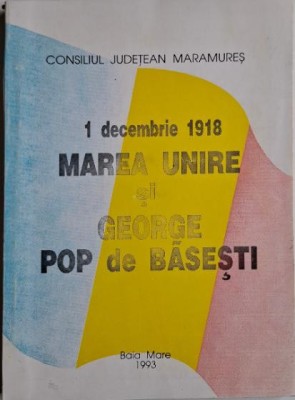 CONSILIUL JUDEȚEAN MARAMUREȘ
1 decembrie 1918
MAREA UNIRE
și
GEORGE
POP de BĂSEȘTI
Baia Mare
1993